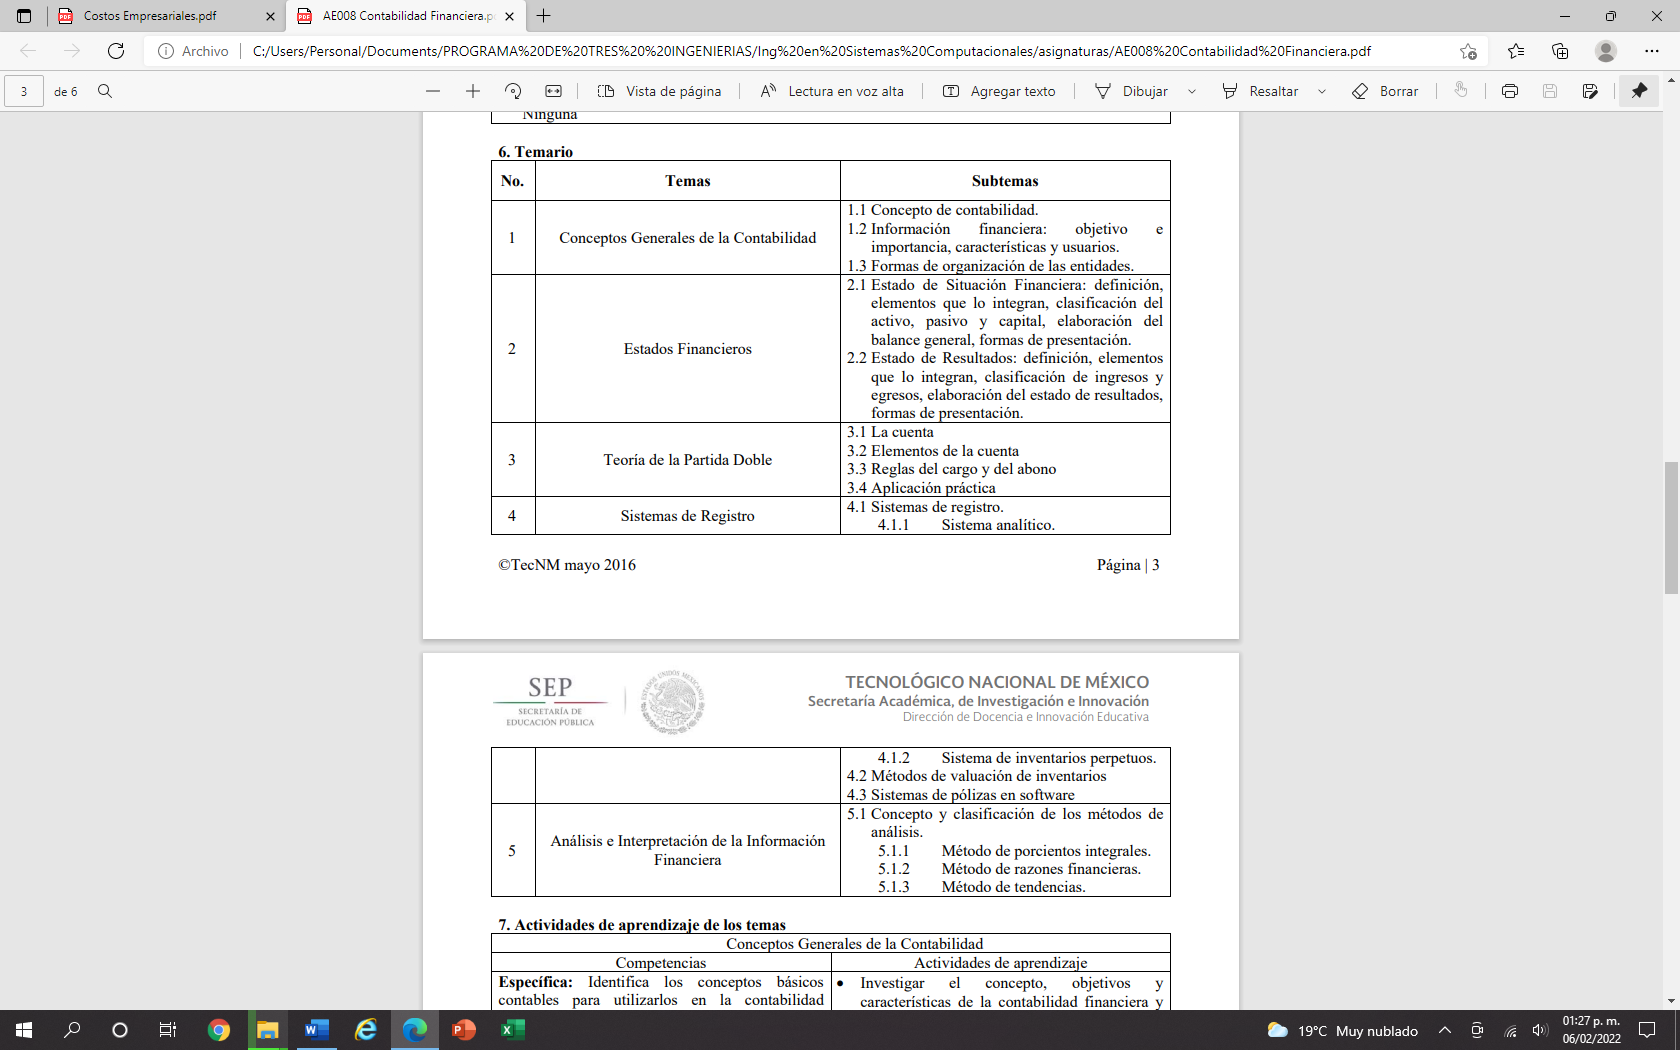 Costos Empresariales.pdf
AE008 Contabilidad Financiera.p
Archivo
C:/Users/Personal/Documents/PROGRAMA%20DE%20TRES%20%20INGENIERIAS/Ing%20en%20Sistemas%20Computacionales/asignaturas/AE008%20Contabilidad%20Financiera.pdf
3 de 6
Vista de página
Lectura en voz alta
Agregar texto
Dibujar
Resaltar
Borrar
Ninguna
6. Temario
No. Temas Subtemas
1 Conceptos Generales de la Contabilidad
1.1 Concepto de contabilidad.
1.2 Información financiera: objetivo e
importancia, características y usuarios.
1.3 Formas de organización de las entidades.
2 Estados Financieros
2.1 Estado de Situación Financiera: definición,
elementos que lo integran, clasificación del
activo, pasivo y capital, elaboración del
balance general, formas de presentación.
2.2 Estado de Resultados: definición, elementos
que lo integran, clasificación de ingresos y
egresos, elaboración del estado de resultados,
formas de presentación.
3 Teoría de la Partida Doble
3.1 La cuenta
3.2 Elementos de la cuenta
3.3 Reglas del cargo y del abono
3.4 Aplicación práctica
4 Sistemas de Registro
4.1 Sistemas de registro.
4.1.1 Sistema analítico.
©TecNM mayo 2016 Página | 3
SEP
SECRETARÍA DE
EDUCACIÓN PÚBLICA
ESTADOS UNIDOS MEXICANOS
TECNOLÓGICO NACIONAL DE MÉXICO
Secretaría Académica, de Investigación e Innovación
Dirección de Docencia e Innovación Educativa
4.1.2 Sistema de inventarios perpetuos.
4.2 Métodos de valuación de inventarios
4.3 Sistemas de pólizas en software
5 Análisis e Interpretación de la Información
Financiera
5.1 Concepto y clasificación de los métodos de
análisis.
5.1.1 Método de porcientos integrales.
5.1.2 Método de razones financieras.
5.1.3 Método de tendencias.
7. Actividades de aprendizaje de los temas
Conceptos Generales de la Contabilidad
Competencias Actividades de aprendizaje
Específica: Identifica los conceptos básicos
contables para utilizarlos en la contabilidad
• Investigar el concepto, objetivos y
características de la contabilidad financiera y
19°C Muy nublado
01:27 p. m.
06/02/2022